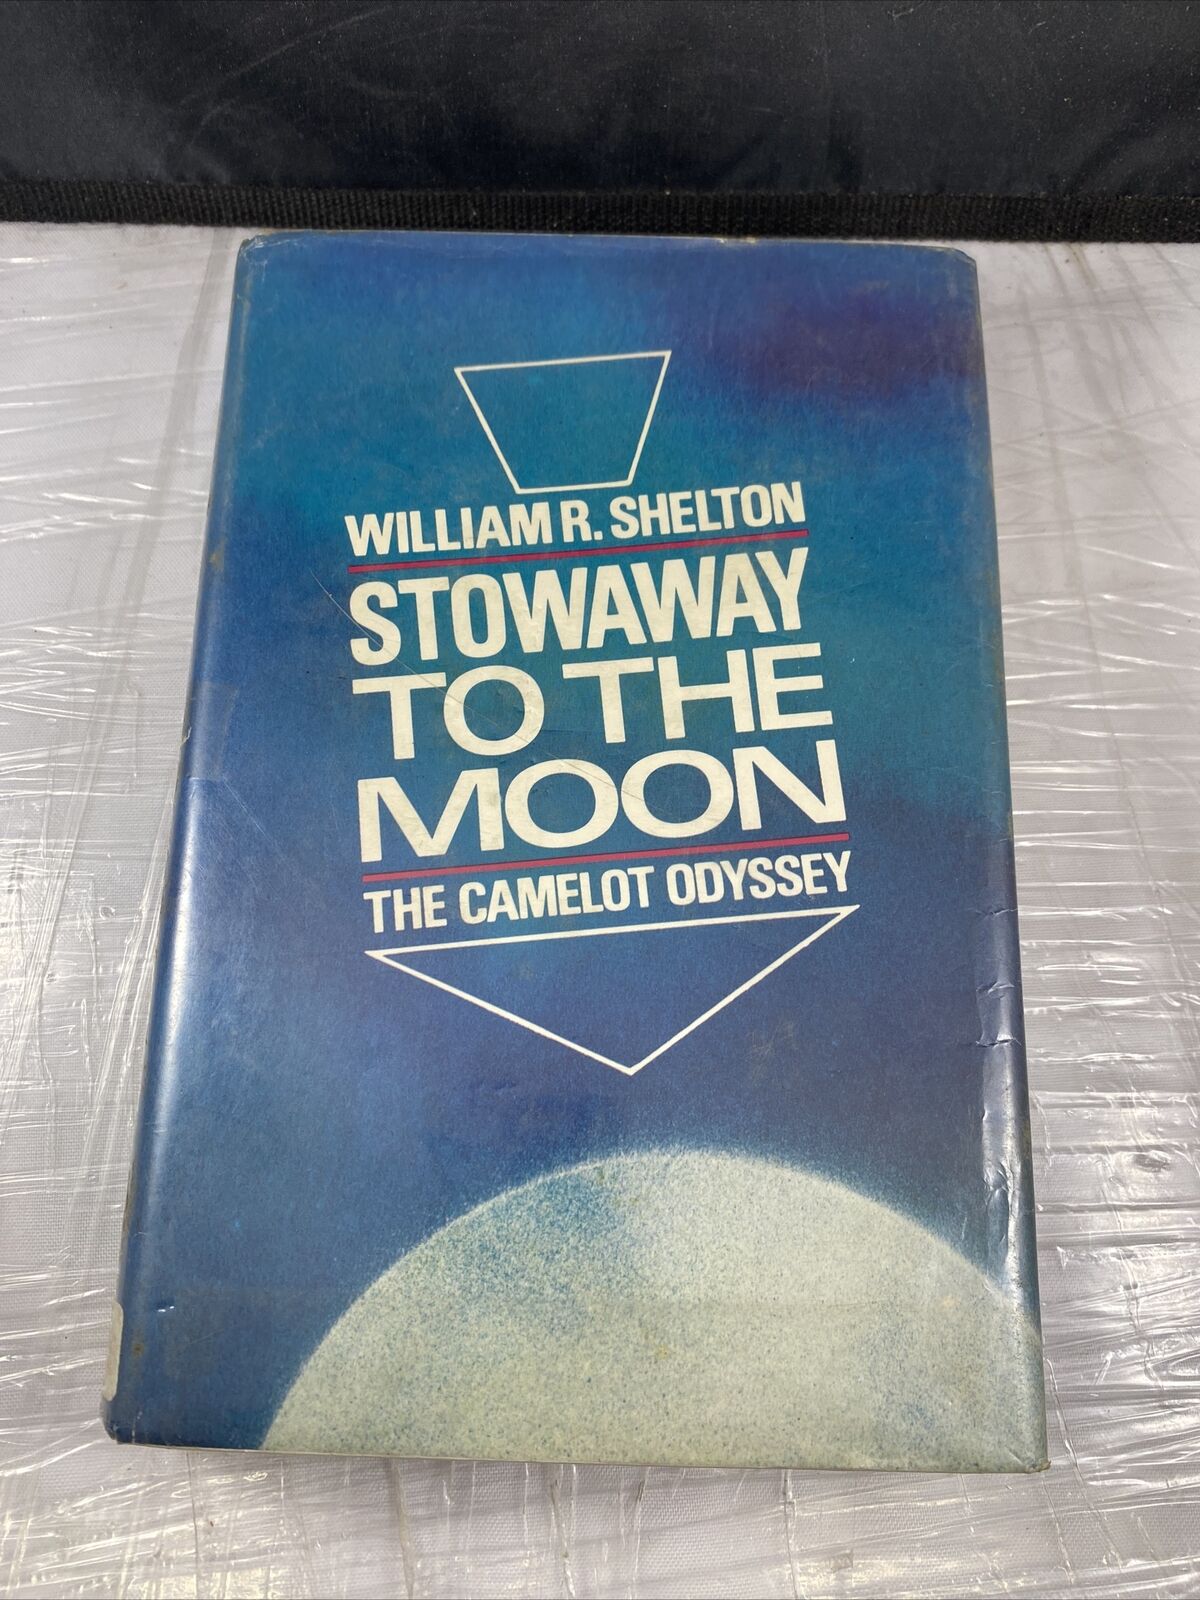 WILLIAM R. SHELTON
STOWAWAY
TO THE
MOON
THE CAMELOT ODYSSEY